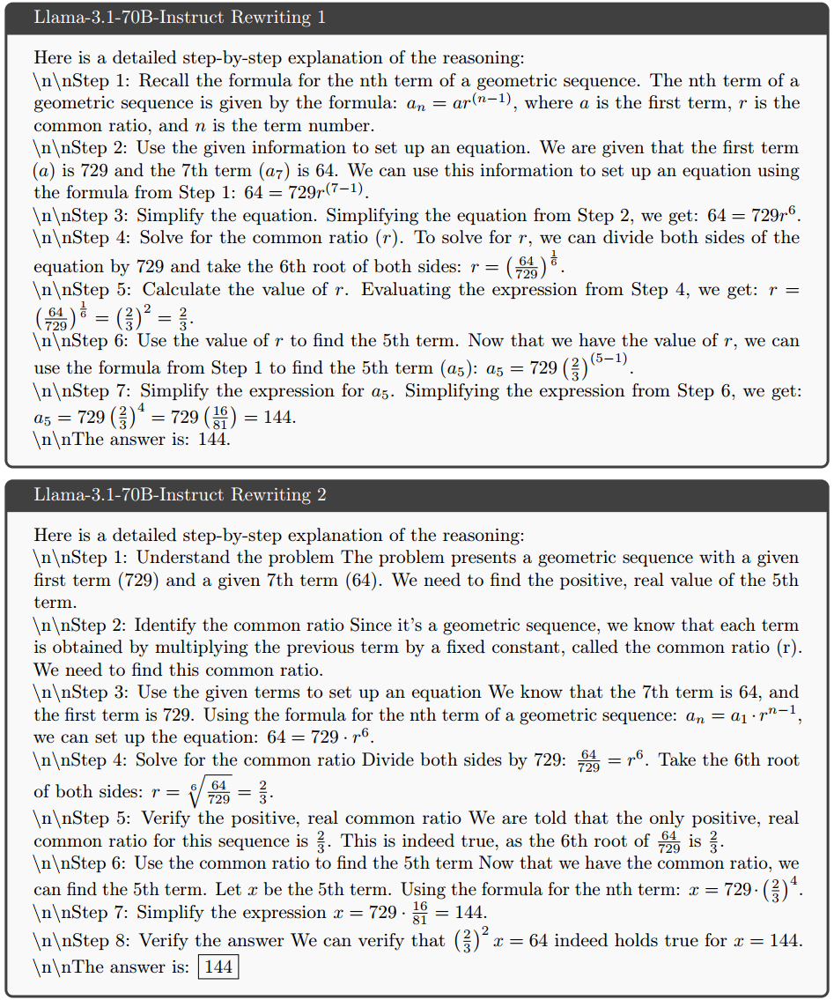 Llama-3.1-70B-Instruct Rewriting 1
Here is a detailed step-by-step explanation of the reasoning:
\n\nStep 1: Recall the formula for the nth term of a geometric sequence. The nth term of a
geometric sequence is given by the formula: $a_n = ar^{(n-1)}$, where $a$ is the first term, $r$ is the
common ratio, and $n$ is the term number.
\n\nStep 2: Use the given information to set up an equation. We are given that the first term
($a$) is 729 and the 7th term ($a_7$) is 64. We can use this information to set up an equation using
the formula from Step 1: $64 = 729r^{(7-1)}$.
\n\nStep 3: Simplify the equation. Simplifying the equation from Step 2, we get: $64 = 729r^6$.
\n\nStep 4: Solve for the common ratio ($r$). To solve for $r$, we can divide both sides of the
equation by 729 and take the 6th root of both sides: $r = \left(\frac{64}{729}\right)^{\frac{1}{6}}$.
\n\nStep 5: Calculate the value of $r$. Evaluating the expression from Step 4, we get: $r =$
$\left(\frac{64}{729}\right)^{\frac{1}{6}} = \left(\frac{2}{3}\right)^2 = \frac{2}{3}$.
\n\nStep 6: Use the value of $r$ to find the 5th term. Now that we have the value of $r$, we can
use the formula from Step 1 to find the 5th term ($a_5$): $a_5 = 729\left(\frac{2}{3}\right)^{(5-1)}$.
\n\nStep 7: Simplify the expression for $a_5$. Simplifying the expression from Step 6, we get:
$a_5 = 729\left(\frac{2}{3}\right)^4 = 729\left(\frac{16}{81}\right) = 144$.
\n\nThe answer is: 144.
Llama-3.1-70B-Instruct Rewriting 2
Here is a detailed step-by-step explanation of the reasoning:
\n\nStep 1: Understand the problem The problem presents a geometric sequence with a given
first term (729) and a given 7th term (64). We need to find the positive, real value of the 5th
term.
\n\nStep 2: Identify the common ratio Since it's a geometric sequence, we know that each term
is obtained by multiplying the previous term by a fixed constant, called the common ratio (r).
We need to find this common ratio.
\n\nStep 3: Use the given terms to set up an equation We know that the 7th term is 64, and
the first term is 729. Using the formula for the nth term of a geometric sequence: $a_n = a_1 \cdot r^{n-1}$,
we can set up the equation: $64 = 729 \cdot r^6$.
\n\nStep 4: Solve for the common ratio Divide both sides by 729: $\frac{64}{729} = r^6$. Take the 6th root
of both sides: $r = \sqrt[6]{\frac{64}{729}} = \frac{2}{3}$.
\n\nStep 5: Verify the positive, real common ratio We are told that the only positive, real
common ratio for this sequence is $\frac{2}{3}$. This is indeed true, as the 6th root of $\frac{64}{729}$ is $\frac{2}{3}$.
\n\nStep 6: Use the common ratio to find the 5th term Now that we have the common ratio, we
can find the 5th term. Let $x$ be the 5th term. Using the formula for the nth term: $x = 729 \cdot \left(\frac{2}{3}\right)^4$.
\n\nStep 7: Simplify the expression $x = 729 \cdot \frac{16}{81} = 144$.
\n\nStep 8: Verify the answer We can verify that $\left(\frac{2}{3}\right)^2 x = 64$ indeed holds true for $x = 144$.
\n\nThe answer is: $\boxed{144}$